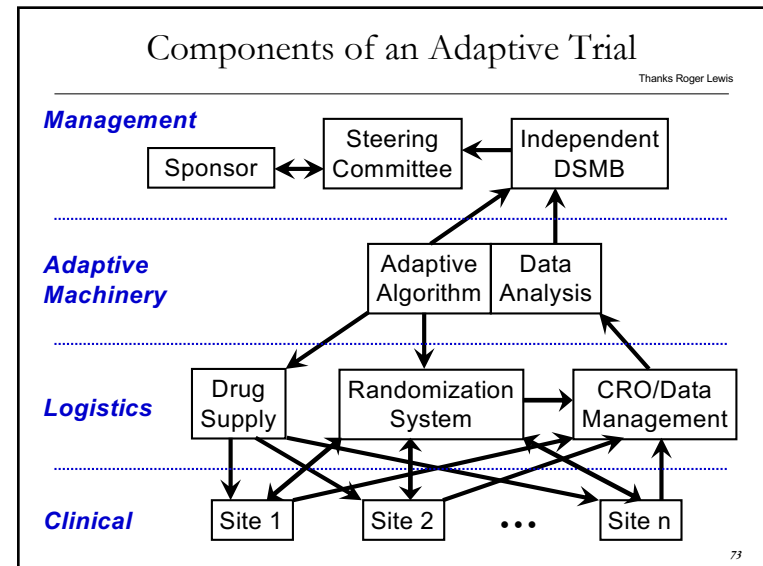 Components of an Adaptive Trial
Thanks Roger Lewis
Management
Sponsor
Steering
Committee
Independent
DSMB
Adaptive
Machinery
Adaptive
Algorithm
Data
Analysis
Logistics
Drug
Supply
Randomization
System
CRO/Data
Management
Clinical
Site 1
Site 2
...
Site n
73